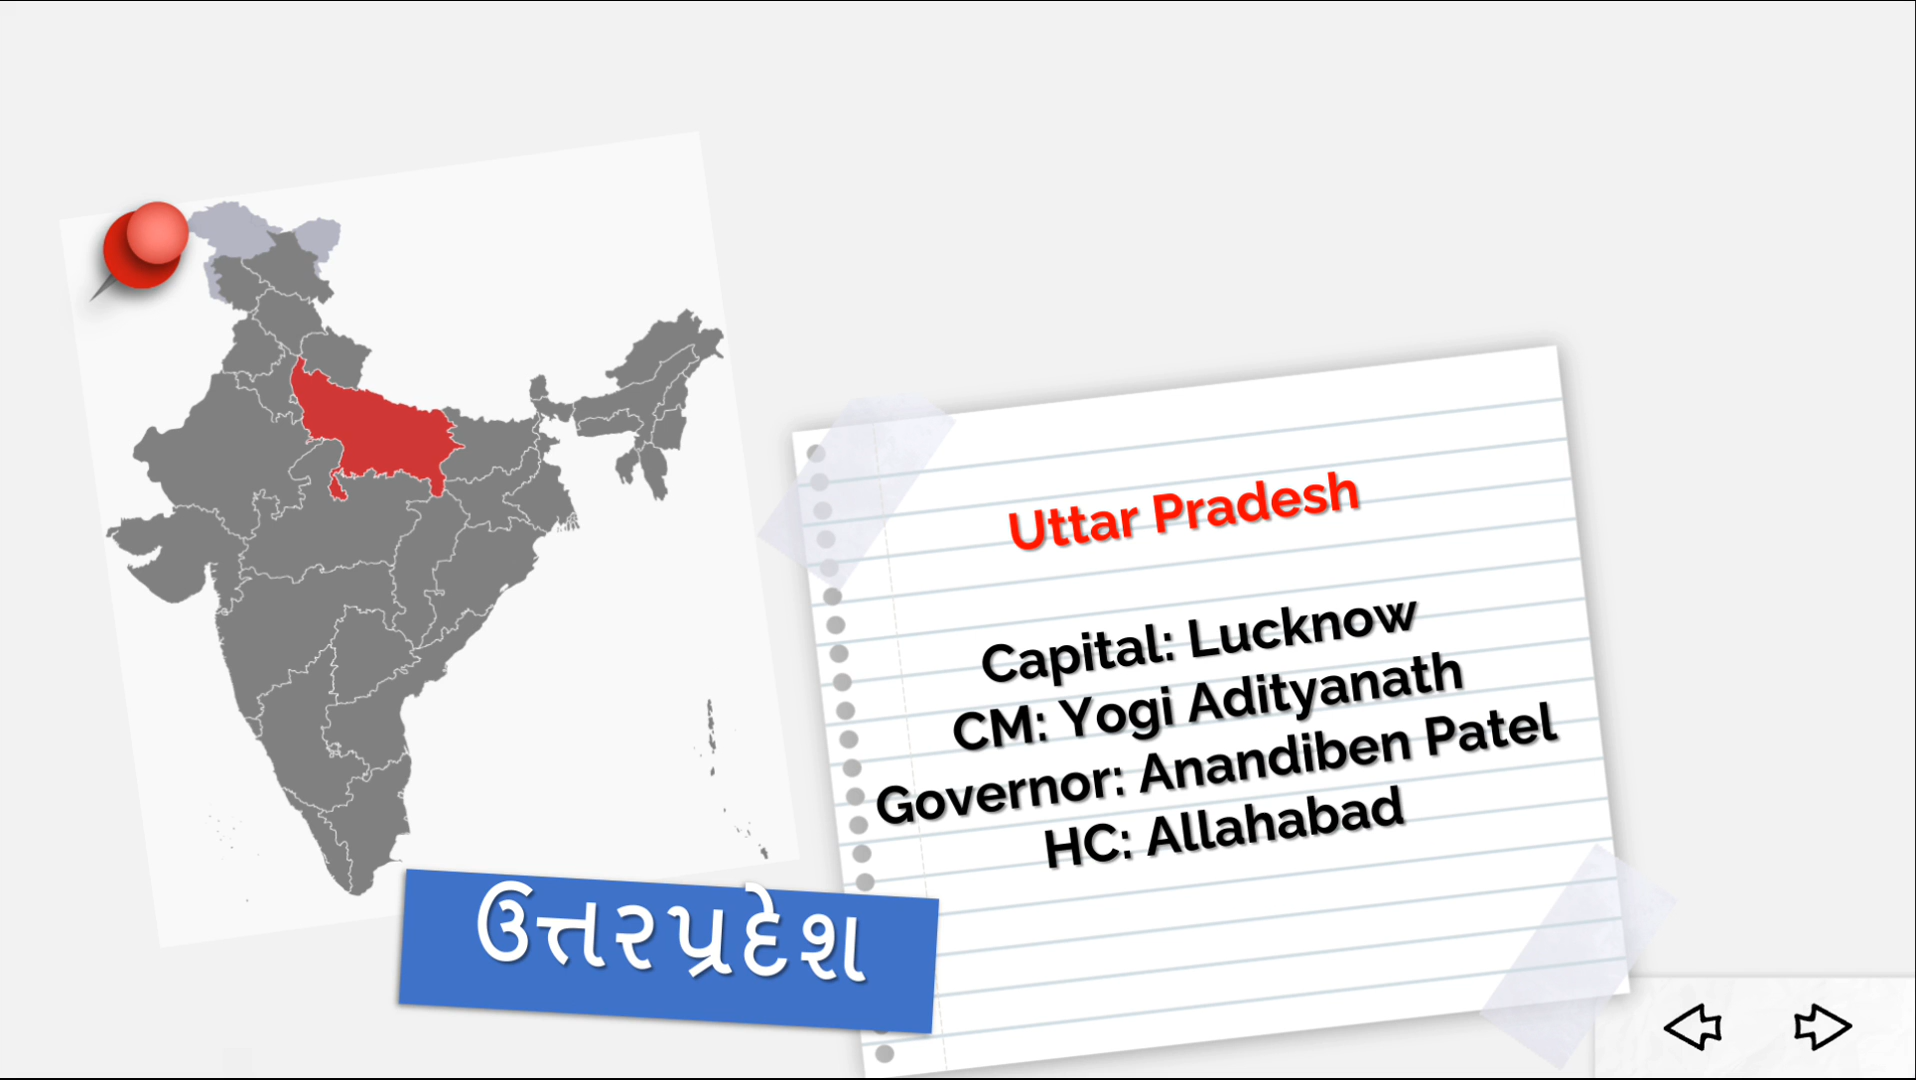 Uttar Pradesh
Capital: Lucknow
CM: Yogi Adityanath
Governor: Anandiben Patel
HC: Allahabad
ઉત્તરપ્રદેશ